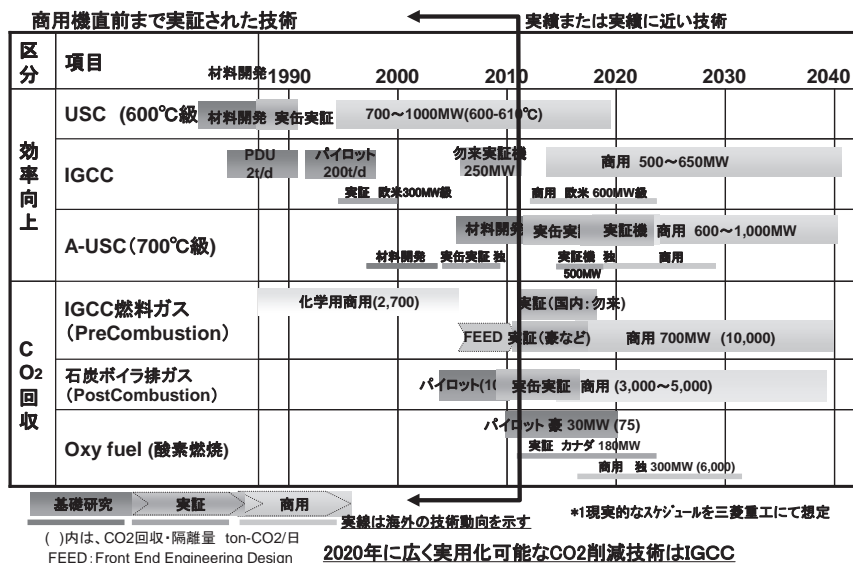 商用機直前まで実証された技術
実績または実績に近い技術
区分
項目
材料開発
1990
2000
2010
2020
2030
2040
効率向上
USC (600℃級
材料開発
実缶実証
700～1000MW(600-610℃)
IGCC
PDU
2t/d
パイロット
200t/d
勿来実証機
250MW
商用 500～650MW
実証 欧米300MW級
商用 欧米 600MW級
A-USC(700℃級)
材料開発
実缶実
実証機
商用 600～1,000MW
材料開発
実缶実証 独
実証機 独
500MW
商用
CO2回収
IGCC燃料ガス
(PreCombustion)
化学用商用(2,700)
実証(国内:勿来)
FEED
実証(豪など)
商用 700MW (10,000)
石炭ボイラ排ガス
(PostCombustion)
パイロット(10
実缶実証
商用 (3,000～5,000)
Oxy fuel (酸素燃焼)
パイロット 豪 30MW (75)
実証 カナダ 180MW
商用 独 300MW (6,000)
基礎研究
実証
商用
実線は海外の技術動向を示す
*1現実的なスケジュールを三菱重工にて想定
( )内は、CO2回収・隔離量 ton-CO2/日
FEED:Front End Engineering Design
2020年に広く実用化可能なCO2削減技術はIGCC